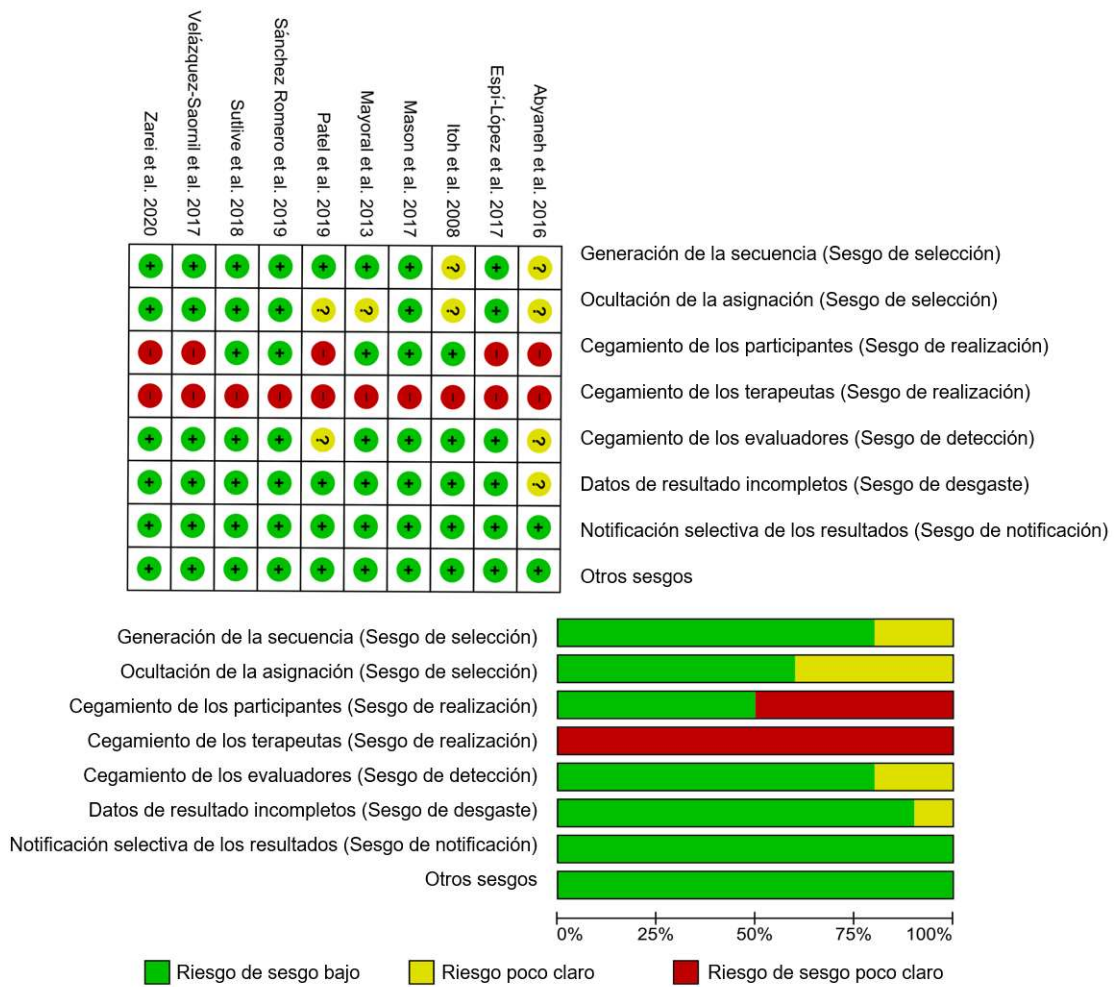 Zarei et al. 2020
Velázquez-Saornil et al. 2017
Sutlive et al. 2018
Sánchez Romero et al. 2019
Patel et al. 2019
Mayoral et al. 2013
Mason et al. 2017
Itoh et al. 2008
Espí-López et al. 2017
Abyaneh et al. 2016
+ + + + + + + ? + ? Generación de la secuencia (Sesgo de selección)
+ + + + ? ? + ? + ? Ocultación de la asignación (Sesgo de selección)
− − + + − + + + − − Cegamiento de los participantes (Sesgo de realización)
− − − − − − − − − − Cegamiento de los terapeutas (Sesgo de realización)
+ + + + ? + + + + ? Cegamiento de los evaluadores (Sesgo de detección)
+ + + + + + + + + ? Datos de resultado incompletos (Sesgo de desgaste)
+ + + + + + + + + + Notificación selectiva de los resultados (Sesgo de notificación)
+ + + + + + + + + + Otros sesgos
Generación de la secuencia (Sesgo de selección)
Ocultación de la asignación (Sesgo de selección)
Cegamiento de los participantes (Sesgo de realización)
Cegamiento de los terapeutas (Sesgo de realización)
Cegamiento de los evaluadores (Sesgo de detección)
Datos de resultado incompletos (Sesgo de desgaste)
Notificación selectiva de los resultados (Sesgo de notificación)
Otros sesgos
0% 25% 50% 75% 100%
Riesgo de sesgo bajo Riesgo poco claro Riesgo de sesgo poco claro